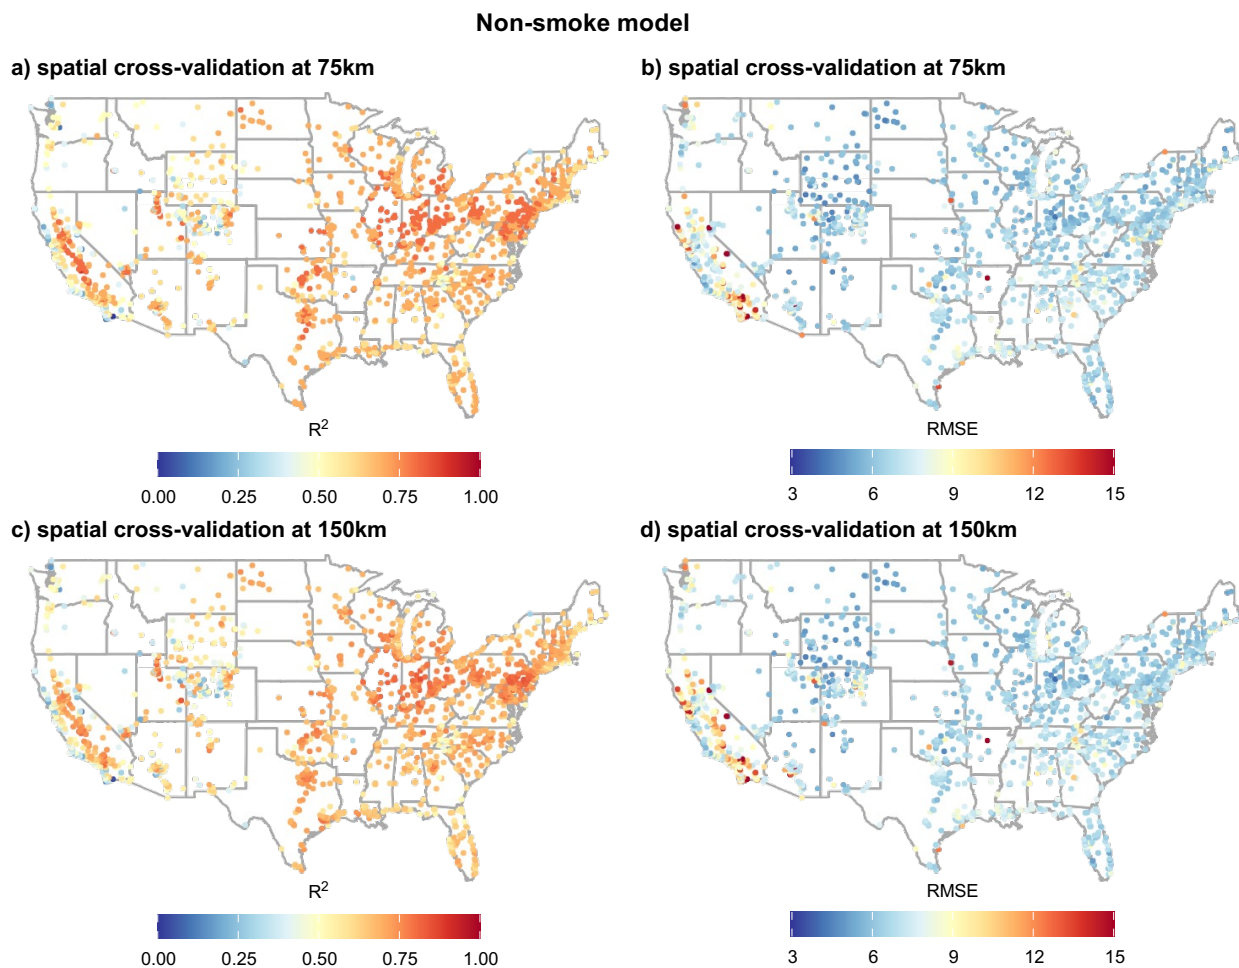 Non-smoke model
a) spatial cross-validation at 75km
b) spatial cross-validation at 75km
R²
0.00 0.25 0.50 0.75 1.00
RMSE
3 6 9 12 15
c) spatial cross-validation at 150km
d) spatial cross-validation at 150km
R²
0.00 0.25 0.50 0.75 1.00
RMSE
3 6 9 12 15